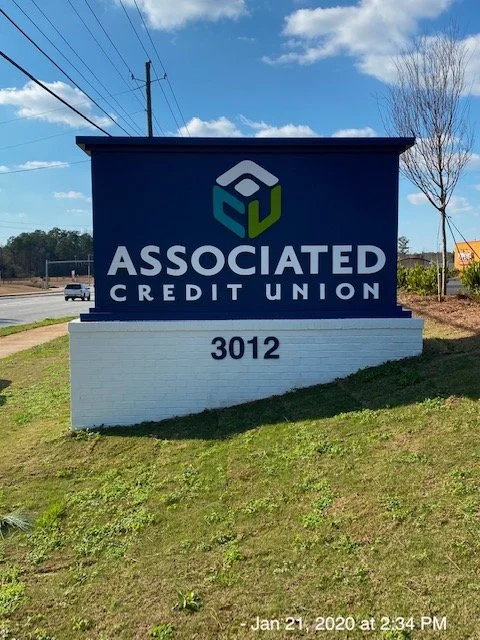 ASSOCIATED
CREDIT UNION
3012
- Jan 21, 2020 at 2:34 PM